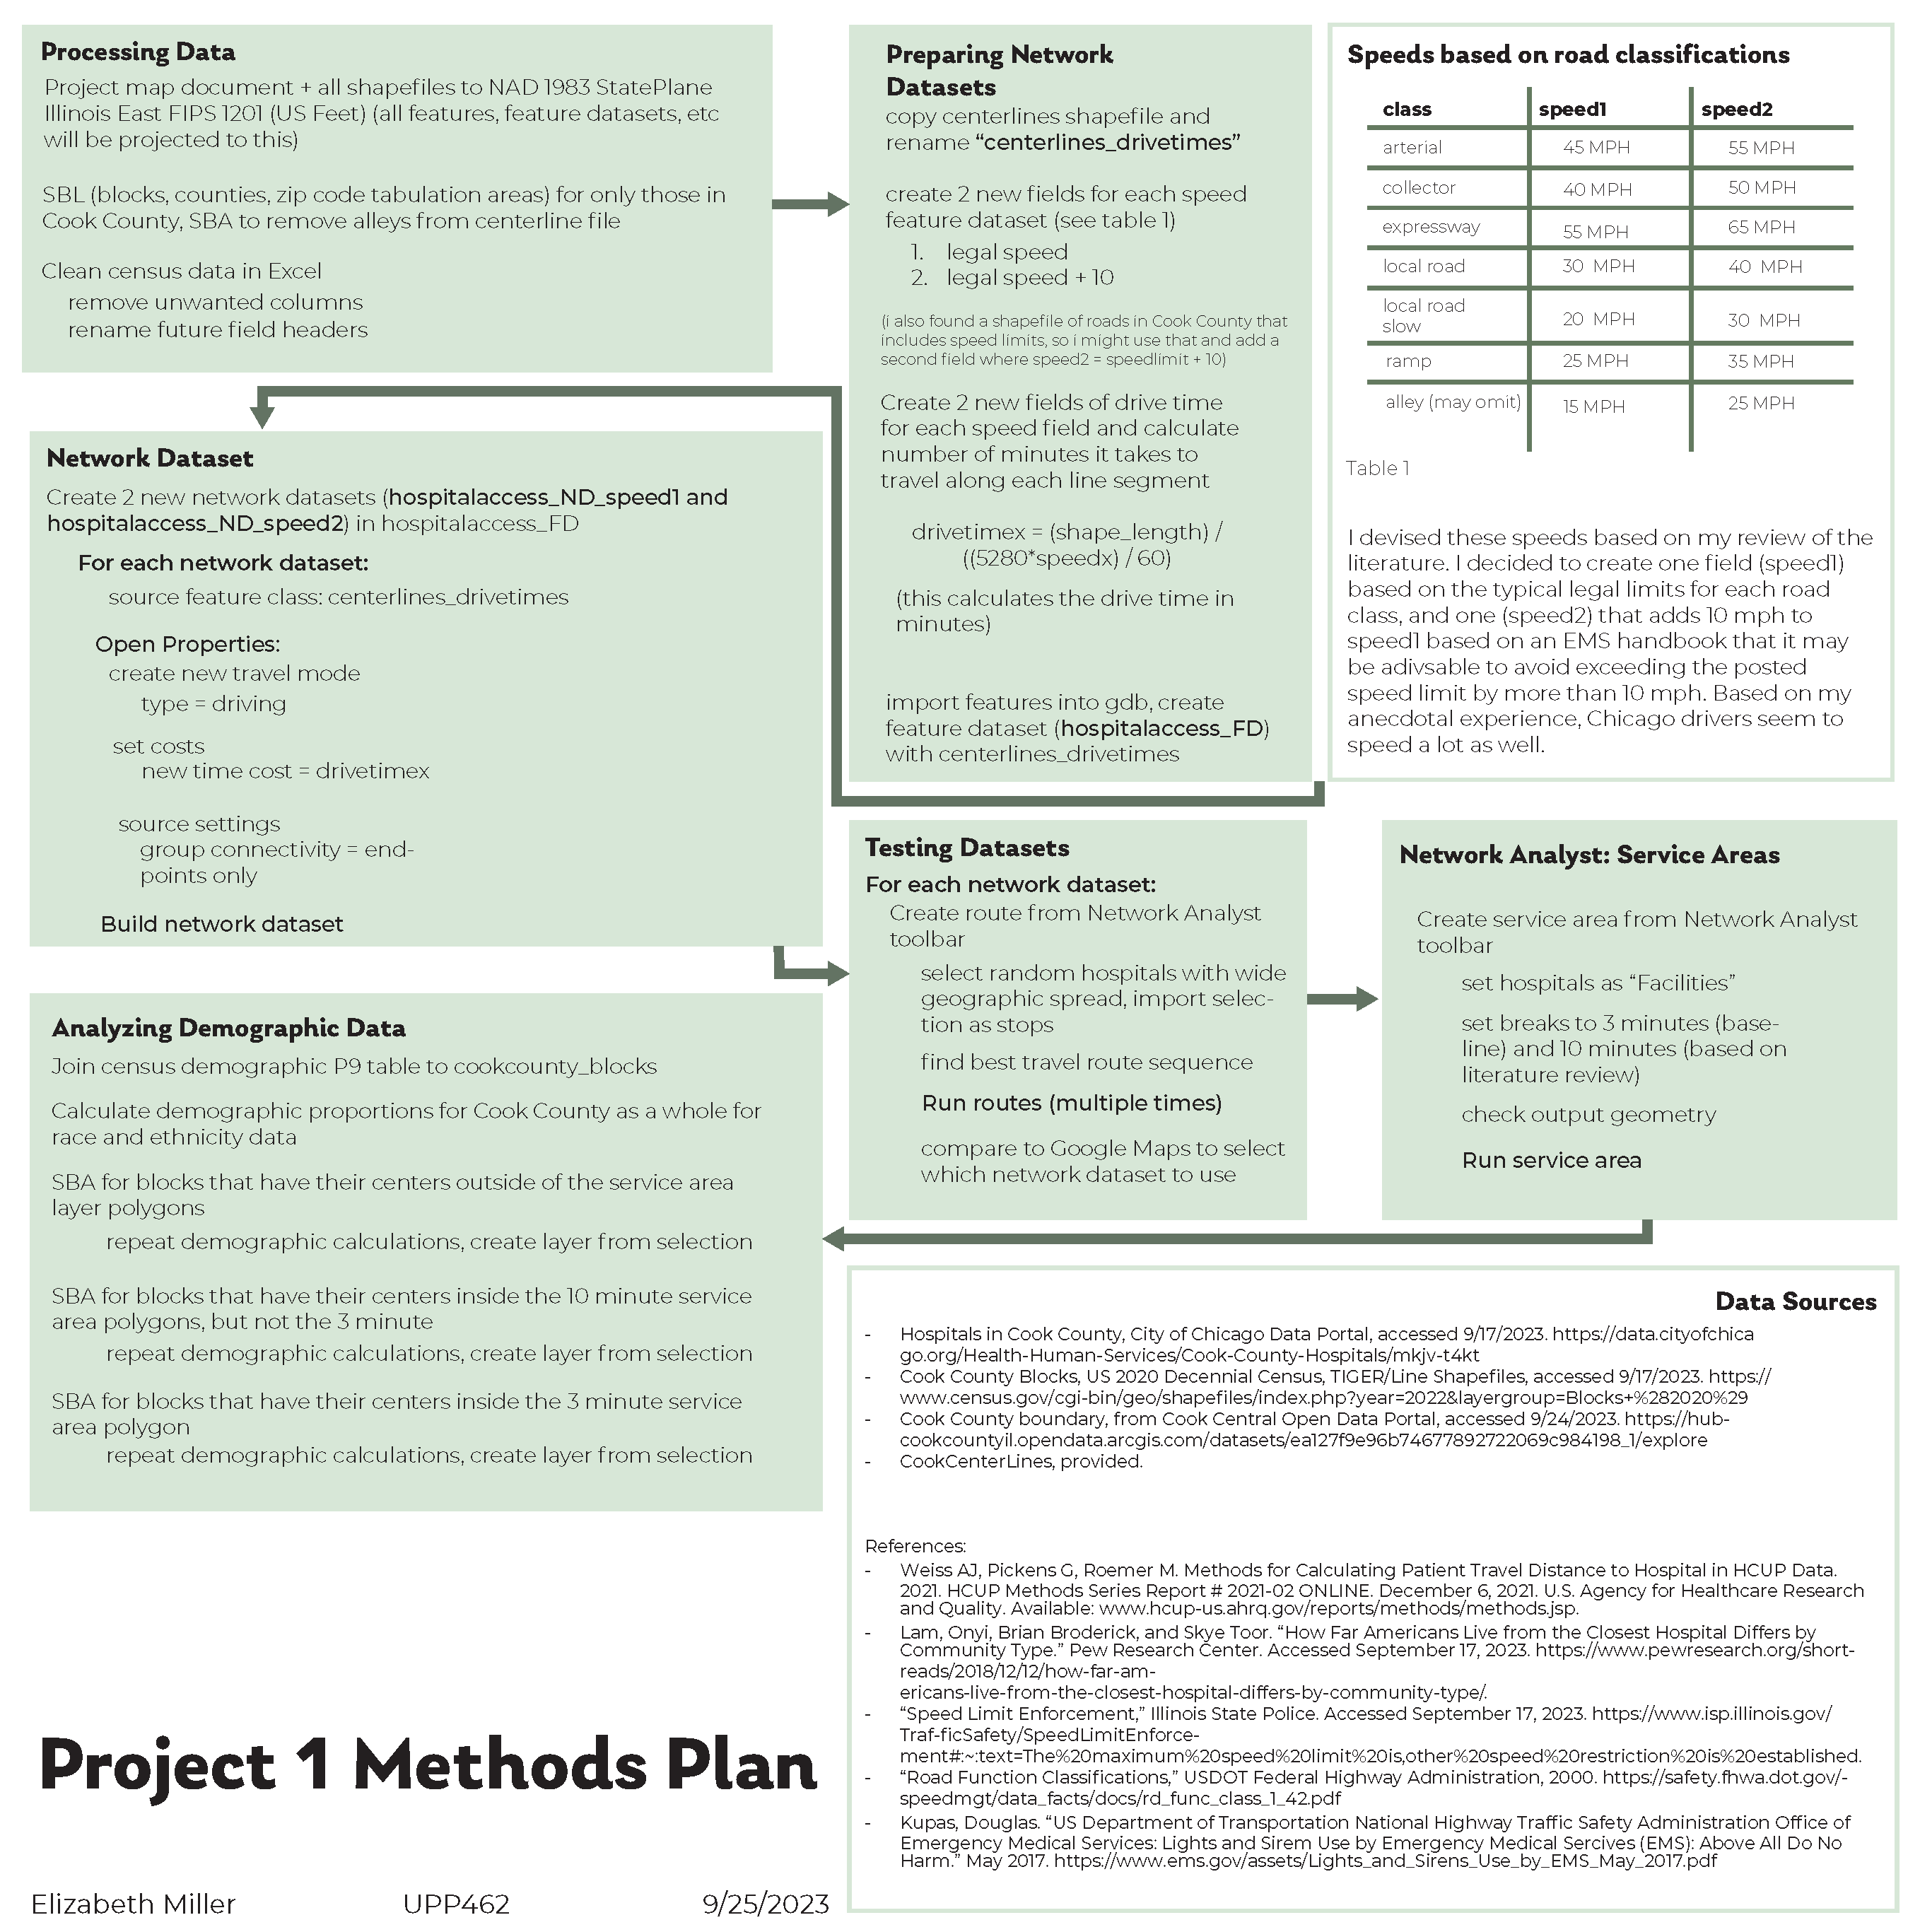 Processing Data
Project map document + all shapefiles to NAD 1983 StatePlane
Illinois East FIPS 1201 (US Feet) (all features, feature datasets, etc
will be projected to this)
SBL (blocks, counties, zip code tabulation areas) for only those in
Cook County, SBA to remove alleys from centerline file
Clean census data in Excel
remove unwanted columns
rename future field headers
Preparing Network
Datasets
copy centerlines shapefile and
rename “centerlines_drivetimes”
create 2 new fields for each speed
feature dataset (see table 1)
1. legal speed
2. legal speed + 10
(i also found a shapefile of roads in Cook County that
includes speed limits, so i might use that and add a
second field where speed2 = speedlimit + 10)
Create 2 new fields of drive time
for each speed field and calculate
number of minutes it takes to
travel along each line segment
drivetimex = (shape_length) /
((5280*speedx) / 60)
(this calculates the drive time in
minutes)
import features into gdb, create
feature dataset (hospitalaccess_FD)
with centerlines_drivetimes
Speeds based on road classifications
class speed1 speed2
arterial 45 MPH 55 MPH
collector 40 MPH 50 MPH
expressway 55 MPH 65 MPH
local road 30 MPH 40 MPH
local road
slow 20 MPH 30 MPH
ramp 25 MPH 35 MPH
alley (may omit) 15 MPH 25 MPH
Table 1
I devised these speeds based on my review of the
literature. I decided to create one field (speed1)
based on the typical legal limits for each road
class, and one (speed2) that adds 10 mph to
speed1 based on an EMS handbook that it may
be adivsable to avoid exceeding the posted
speed limit by more than 10 mph. Based on my
anecdotal experience, Chicago drivers seem to
speed a lot as well.
Network Dataset
Create 2 new network datasets (hospitalaccess_ND_speed1 and
hospitalaccess_ND_speed2) in hospitalaccess_FD
For each network dataset:
source feature class: centerlines_drivetimes
Open Properties:
create new travel mode
type = driving
set costs
new time cost = drivetimex
source settings
group connectivity = end-
points only
Build network dataset
Testing Datasets
For each network dataset:
Create route from Network Analyst
toolbar
select random hospitals with wide
geographic spread, import selec-
tion as stops
find best travel route sequence
Run routes (multiple times)
compare to Google Maps to select
which network dataset to use
Network Analyst: Service Areas
Create service area from Network Analyst
toolbar
set hospitals as “Facilities”
set breaks to 3 minutes (base-
line) and 10 minutes (based on
literature review)
check output geometry
Run service area
Analyzing Demographic Data
Join census demographic P9 table to cookcounty_blocks
Calculate demographic proportions for Cook County as a whole for
race and ethnicity data
SBA for blocks that have their centers outside of the service area
layer polygons
repeat demographic calculations, create layer from selection
SBA for blocks that have their centers inside the 10 minute service
area polygons, but not the 3 minute
repeat demographic calculations, create layer from selection
SBA for blocks that have their centers inside the 3 minute service
area polygon
repeat demographic calculations, create layer from selection
Data Sources
- Hospitals in Cook County, City of Chicago Data Portal, accessed 9/17/2023. https://data.cityofchica
go.org/Health-Human-Services/Cook-County-Hospitals/mkjv-t4kt
- Cook County Blocks, US 2020 Decennial Census, TIGER/Line Shapefiles, accessed 9/17/2023. https://
www.census.gov/cgi-bin/geo/shapefiles/index.php?year=2022&layergroup=Blocks+%282020%29
- Cook County boundary, from Cook Central Open Data Portal, accessed 9/24/2023. https://hub-
cookcountyil.opendata.arcgis.com/datasets/ea127f9e96b74677892722069c984198_1/explore
- CookCenterLines, provided.
References:
- Weiss AJ, Pickens G, Roemer M. Methods for Calculating Patient Travel Distance to Hospital in HCUP Data.
2021. HCUP Methods Series Report # 2021-02 ONLINE. December 6, 2021. U.S. Agency for Healthcare Research
and Quality. Available: www.hcup-us.ahrq.gov/reports/methods/methods.jsp.
- Lam, Onyi, Brian Broderick, and Skye Toor. “How Far Americans Live from the Closest Hospital Differs by
Community Type.” Pew Research Center. Accessed September 17, 2023. https://www.pewresearch.org/short-
reads/2018/12/12/how-far-am-
ericans-live-from-the-closest-hospital-differs-by-community-type/.
- “Speed Limit Enforcement,” Illinois State Police. Accessed September 17, 2023. https://www.isp.illinois.gov/
Traf-ficSafety/SpeedLimitEnforce-
ment#:~:text=The%20maximum%20speed%20limit%20is,other%20speed%20restriction%20is%20established.
- “Road Function Classifications,” USDOT Federal Highway Administration, 2000. https://safety.fhwa.dot.gov/-
speedmgt/data_facts/docs/rd_func_class_1_42.pdf
- Kupas, Douglas. “US Department of Transportation National Highway Traffic Safety Administration Office of
Emergency Medical Services: Lights and Sirem Use by Emergency Medical Sercives (EMS): Above All Do No
Harm.” May 2017. https://www.ems.gov/assets/Lights_and_Sirens_Use_by_EMS_May_2017.pdf
Project 1 Methods Plan
Elizabeth Miller UPP462 9/25/2023